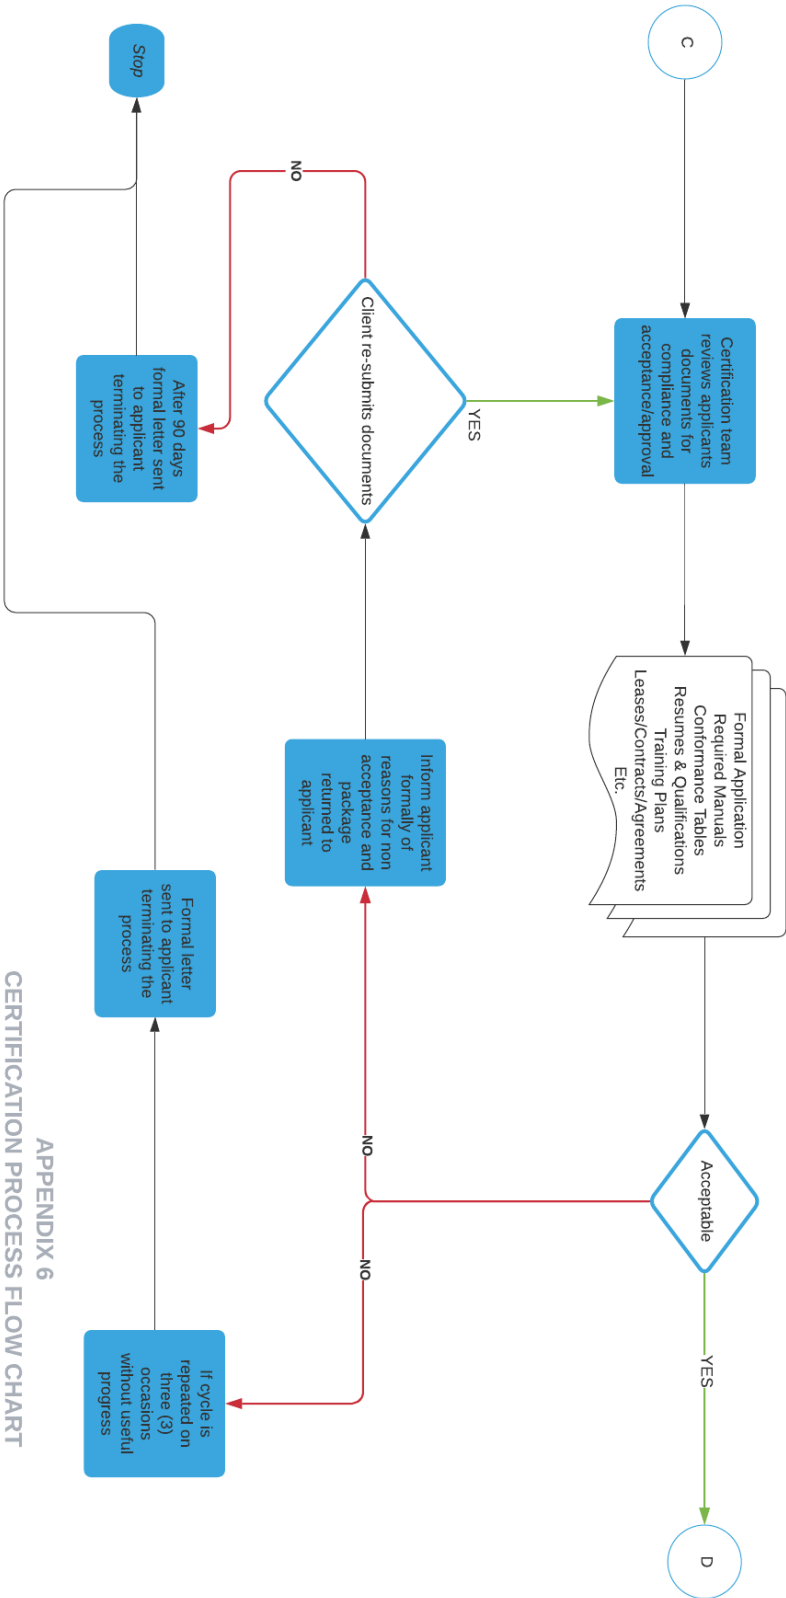 C
Certification team
reviews applicants
documents for
compliance and
acceptance/approval
Formal Application
Required Manuals
Conformance Tables
Resumes & Qualifications
Training Plans
Leases/Contracts/Agreements
Etc.
Acceptable
YES
D
YES
Client re-submits documents
NO
Inform applicant
formally of
reasons for non
acceptance and
package
returned to
applicant
NO
NO
Stop
After 90 days
formal letter sent
to applicant
terminating the
process
Formal letter
sent to applicant
terminating the
process
If cycle is
repeated on
three (3)
occasions
without useful
progress
APPENDIX 6
CERTIFICATION PROCESS FLOW CHART